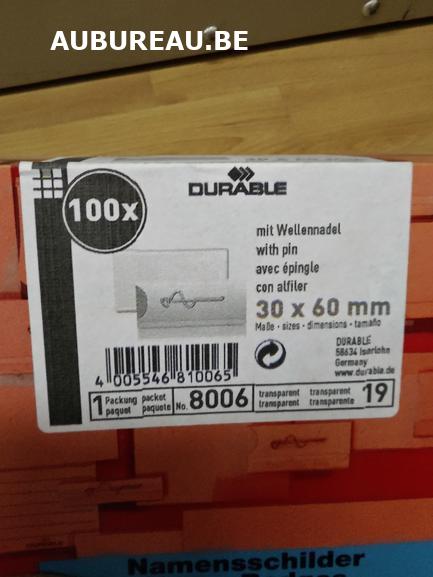 AUBUREAU.BE
DURABLE
100x
mit Wellennadel
with pin
avec épingle
con alfiler
30 x 60 mm
Maße · sizes · dimensions · tamaño
DURABLE
58634 Iserlohn
Germany
www.durable.de
4 005546 810065
1 Packung packet paquet paquete No. 8006 transparent transparent transparent transparente 19
Namensschilder